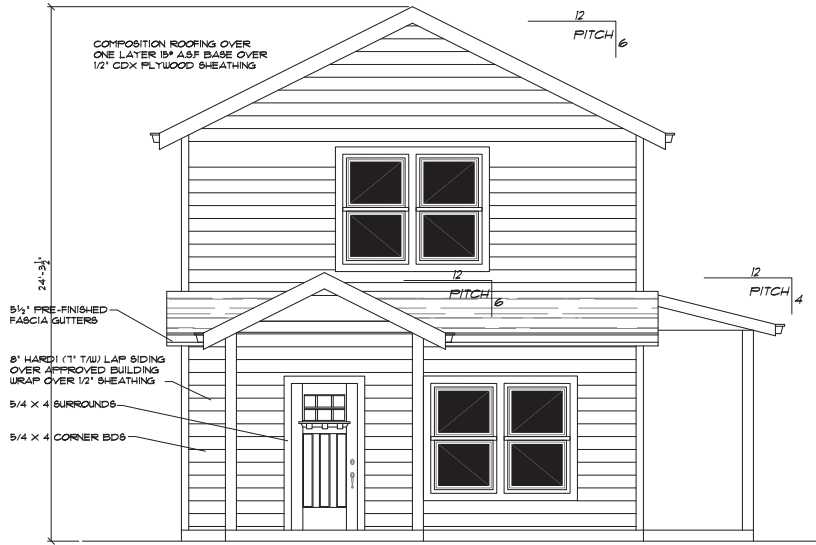 COMPOSITION ROOFING OVER
ONE LAYER 15# A.S.F. BASE OVER
1/2" CDX PLYWOOD SHEATHING
12
PITCH
6
24'-3½"
12
PITCH
6
12
PITCH
4
5½" PRE-FINISHED
FASCIA GUTTERS
8" HARDI (7" T/W) LAP SIDING
OVER APPROVED BUILDING
WRAP OVER 1/2" SHEATHING
5/4 X 4 SURROUNDS
5/4 X 4 CORNER BDS